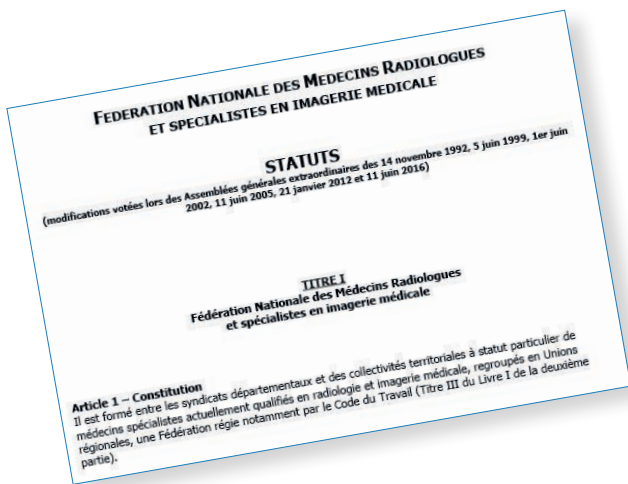 FEDERATION NATIONALE DES MEDECINS RADIOLOGUES
ET SPECIALISTES EN IMAGERIE MEDICALE
STATUTS
(modifications votées lors des Assemblées générales extraordinaires des 14 novembre 1992, 5 juin 1999, 1er juin
2002, 11 juin 2005, 21 janvier 2012 et 11 juin 2016)
TITRE I
Fédération Nationale des Médecins Radiologues
et spécialistes en imagerie médicale
Article 1 – Constitution
Il est formé entre les syndicats départementaux et des collectivités territoriales à statut particulier de
médecins spécialistes actuellement qualifiés en radiologie et imagerie médicale, regroupés en Unions
régionales, une Fédération régie notamment par le Code du Travail (Titre III du Livre I de la deuxième
partie).